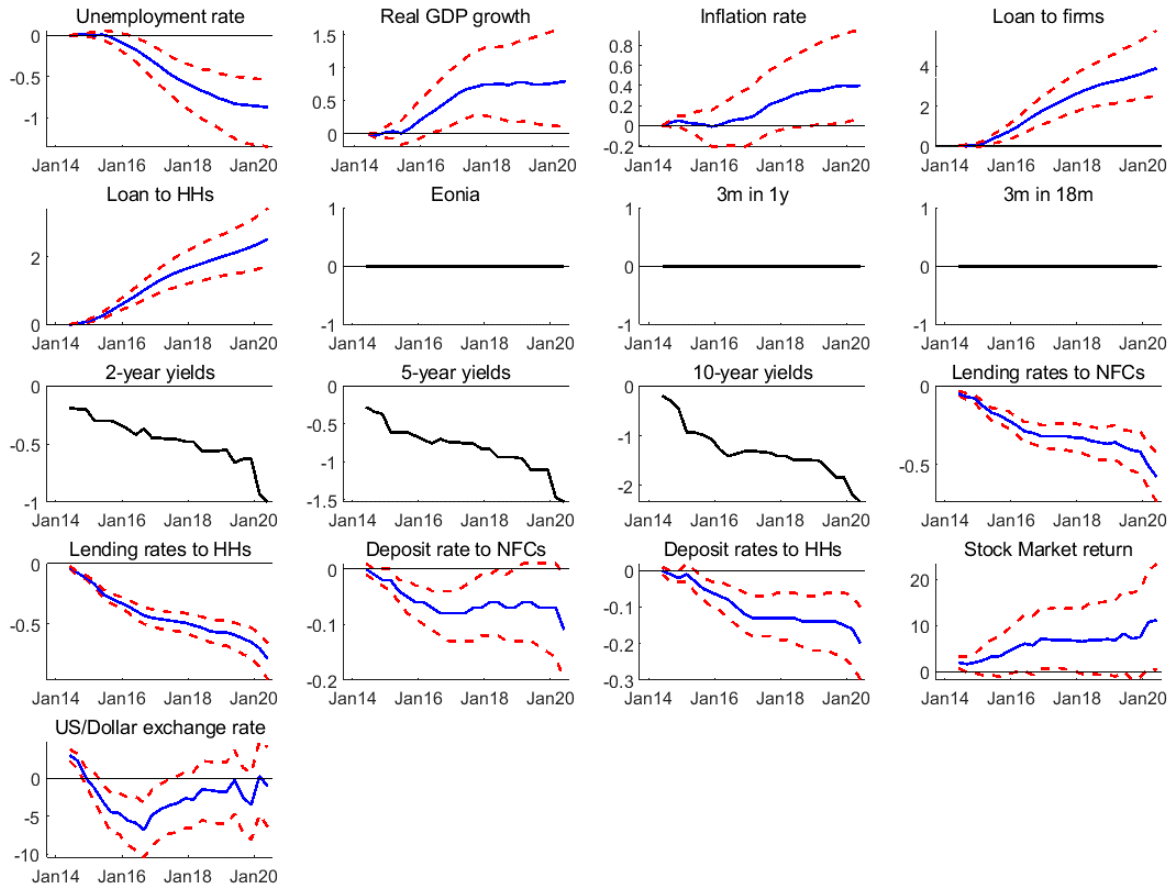 Unemployment rate
0
-0.5
-1
Jan14 Jan16 Jan18 Jan20
Real GDP growth
1.5
1
0.5
0
Jan14 Jan16 Jan18 Jan20
Inflation rate
0.8
0.6
0.4
0.2
0
-0.2
Jan14 Jan16 Jan18 Jan20
Loan to firms
4
2
0
Jan14 Jan16 Jan18 Jan20
Loan to HHs
2
0
Jan14 Jan16 Jan18 Jan20
Eonia
1
0
-1
Jan14 Jan16 Jan18 Jan20
3m in 1y
1
0
-1
Jan14 Jan16 Jan18 Jan20
3m in 18m
1
0
-1
Jan14 Jan16 Jan18 Jan20
2-year yields
0
-0.5
-1
Jan14 Jan16 Jan18 Jan20
5-year yields
0
-0.5
-1
-1.5
Jan14 Jan16 Jan18 Jan20
10-year yields
0
-1
-2
Jan14 Jan16 Jan18 Jan20
Lending rates to NFCs
0
-0.5
Jan14 Jan16 Jan18 Jan20
Lending rates to HHs
0
-0.5
Jan14 Jan16 Jan18 Jan20
Deposit rate to NFCs
0
-0.1
-0.2
Jan14 Jan16 Jan18 Jan20
Deposit rates to HHs
0
-0.1
-0.2
-0.3
Jan14 Jan16 Jan18 Jan20
Stock Market return
20
10
0
Jan14 Jan16 Jan18 Jan20
US/Dollar exchange rate
0
-5
-10
Jan14 Jan16 Jan18 Jan20